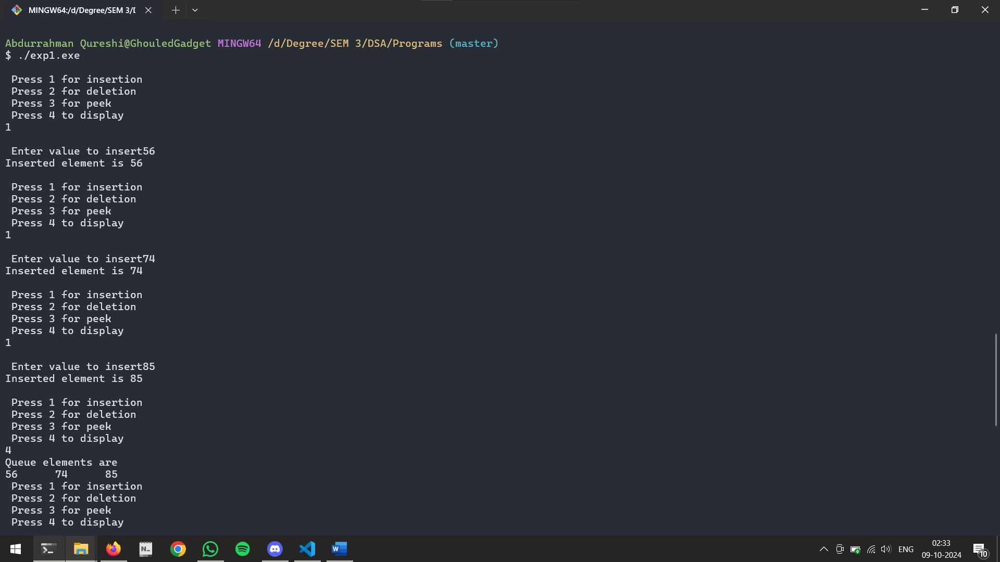 MINGW64:/d/Degree/SEM 3/D
Abdurrahman Qureshi@GhouledGadget MINGW64 /d/Degree/SEM 3/DSA/Programs (master)
$ ./exp1.exe
Press 1 for insertion
Press 2 for deletion
Press 3 for peek
Press 4 to display
1
Enter value to insert56
Inserted element is 56
Press 1 for insertion
Press 2 for deletion
Press 3 for peek
Press 4 to display
1
Enter value to insert74
Inserted element is 74
Press 1 for insertion
Press 2 for deletion
Press 3 for peek
Press 4 to display
1
Enter value to insert85
Inserted element is 85
Press 1 for insertion
Press 2 for deletion
Press 3 for peek
Press 4 to display
4
Queue elements are
56 74 85
Press 1 for insertion
Press 2 for deletion
Press 3 for peek
Press 4 to display
N_
W
ENG
02:33
09-10-2024
10